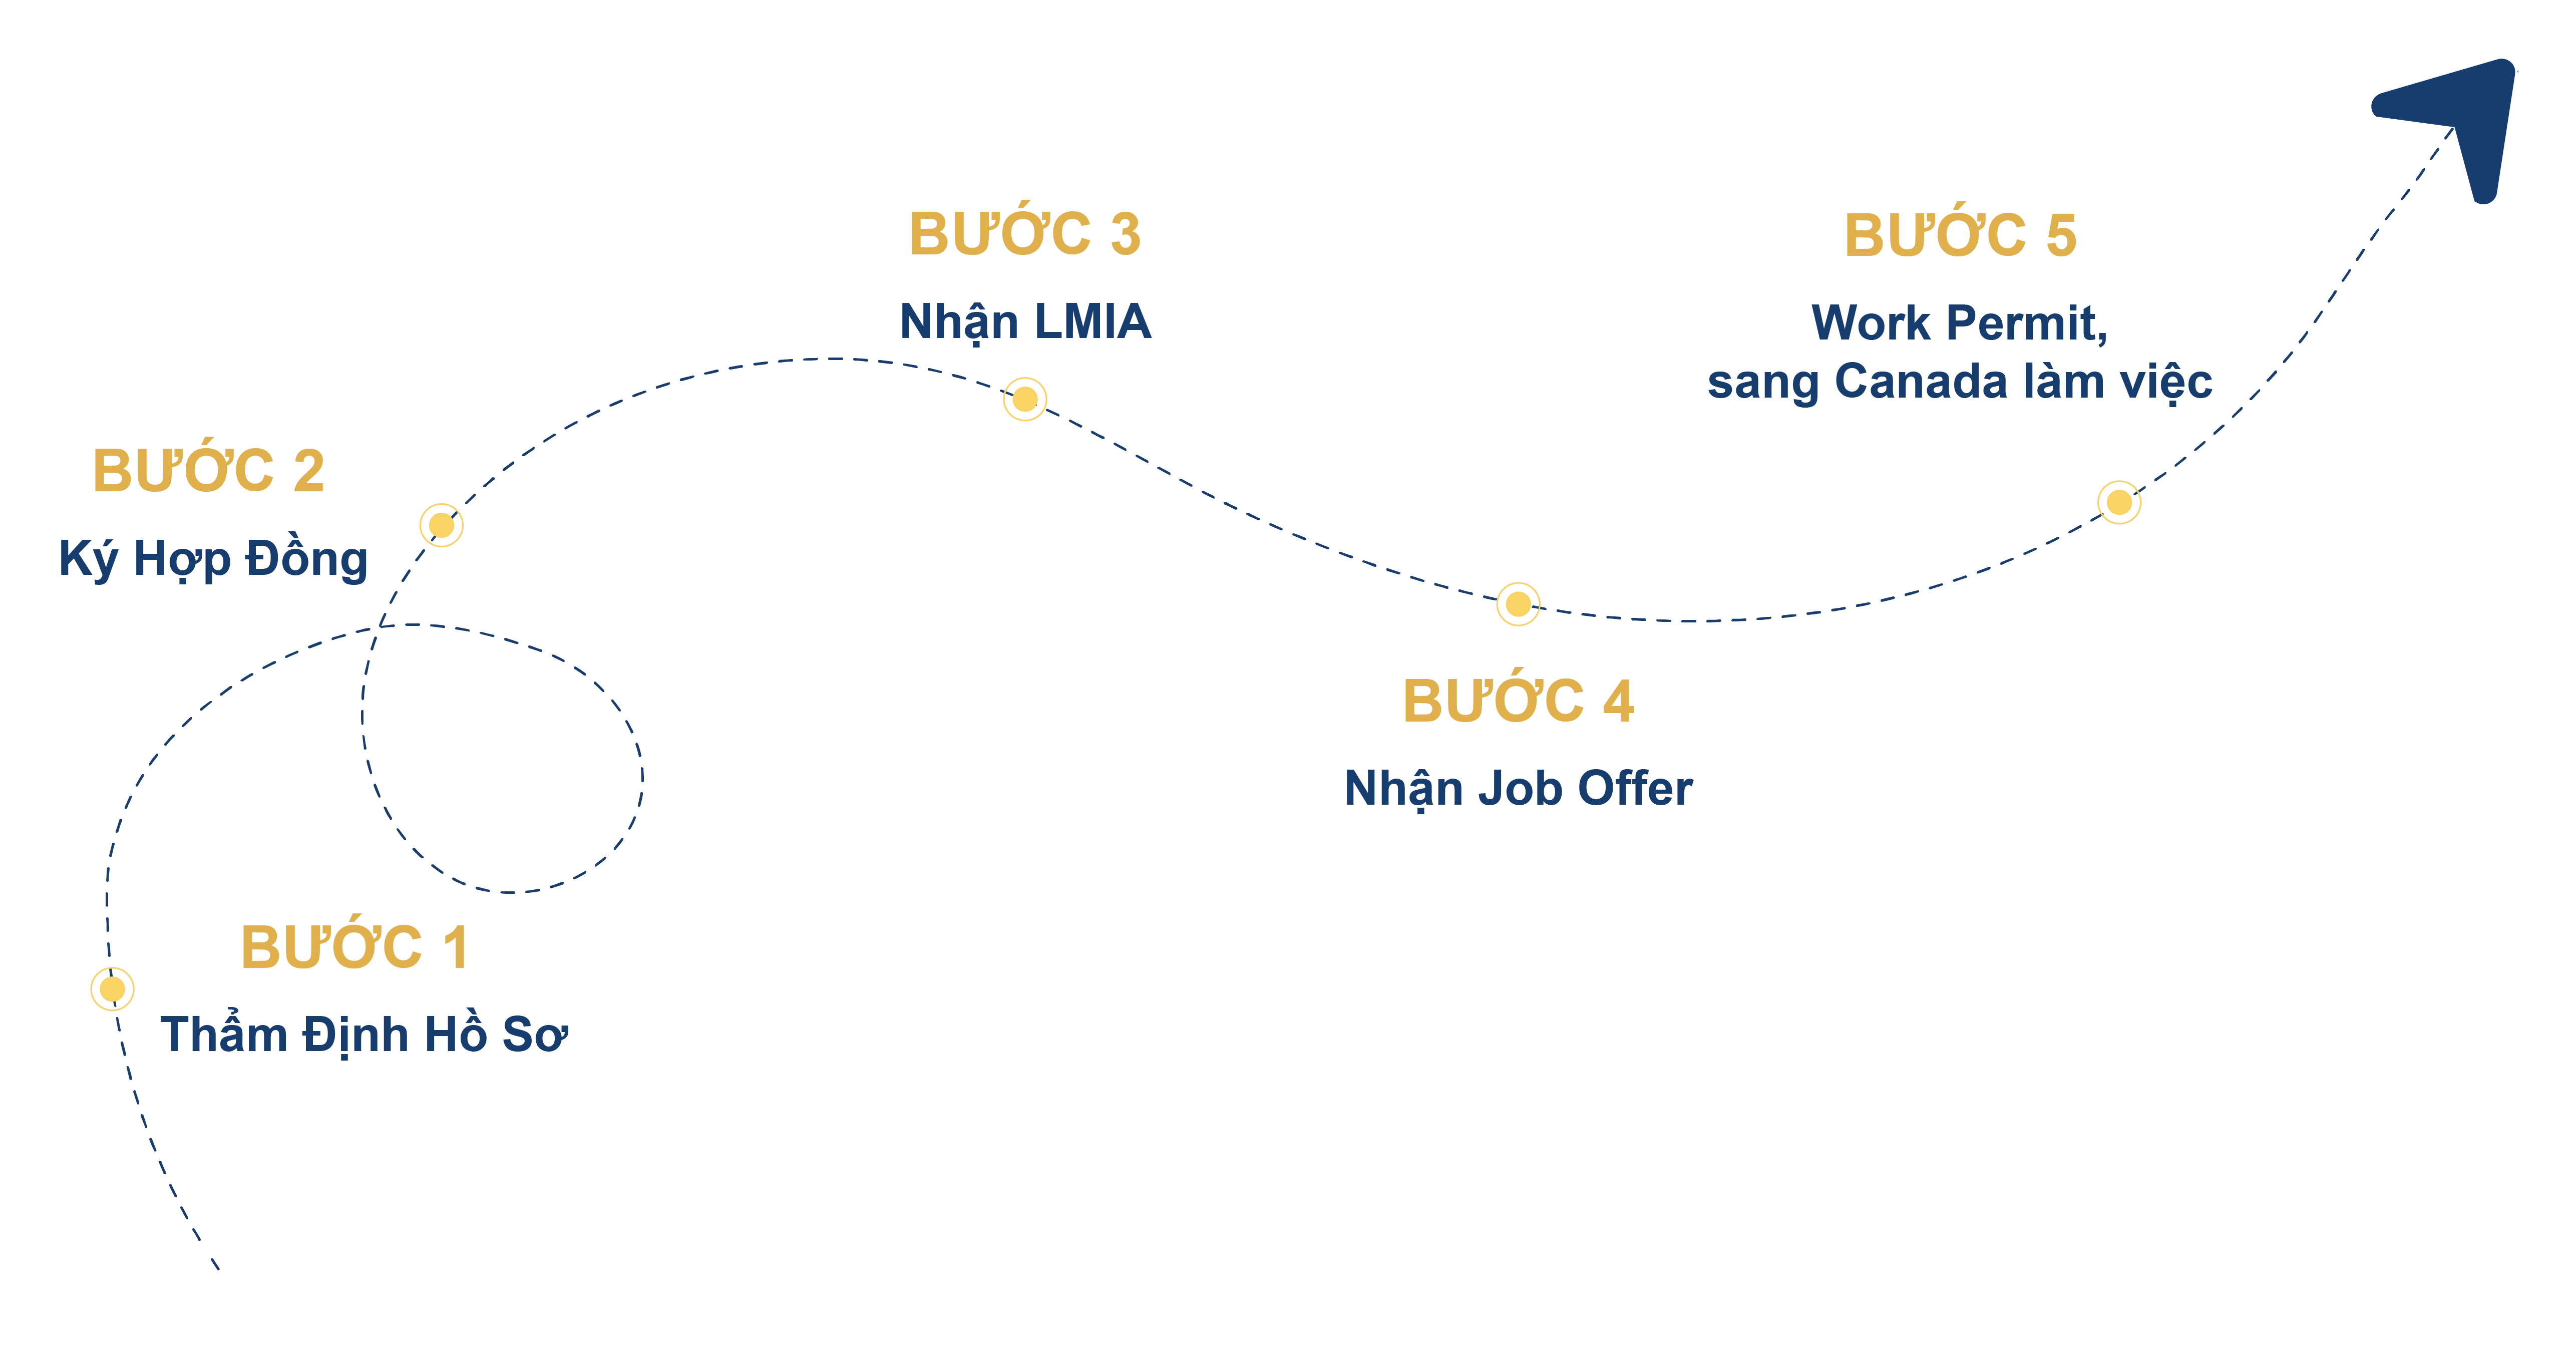 BƯỚC 1
Thẩm Định Hồ Sơ
BƯỚC 2
Ký Hợp Đồng
BƯỚC 3
Nhận LMIA
BƯỚC 4
Nhận Job Offer
BƯỚC 5
Work Permit,
sang Canada làm việc